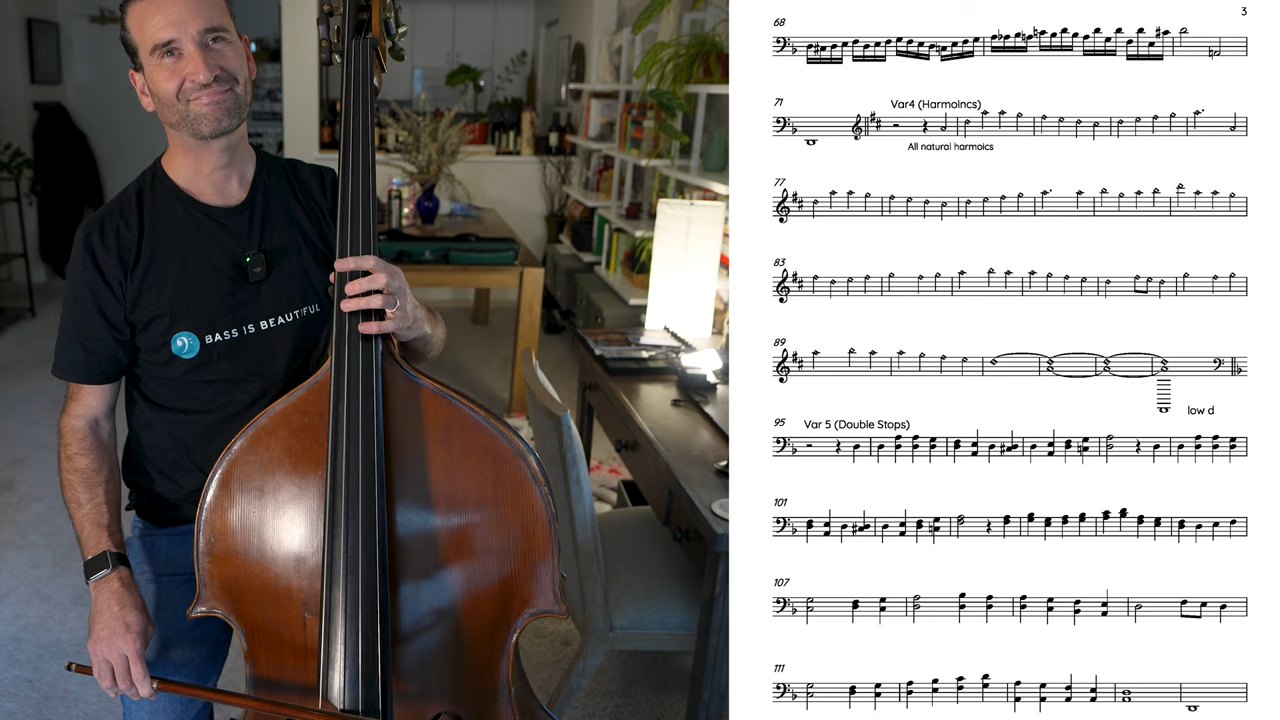 BASS IS BEAUTIFUL
3
68
71
Var4 (Harmoincs)
All natural harmoics
77
83
89
low d
95
Var 5 (Double Stops)
101
107
111